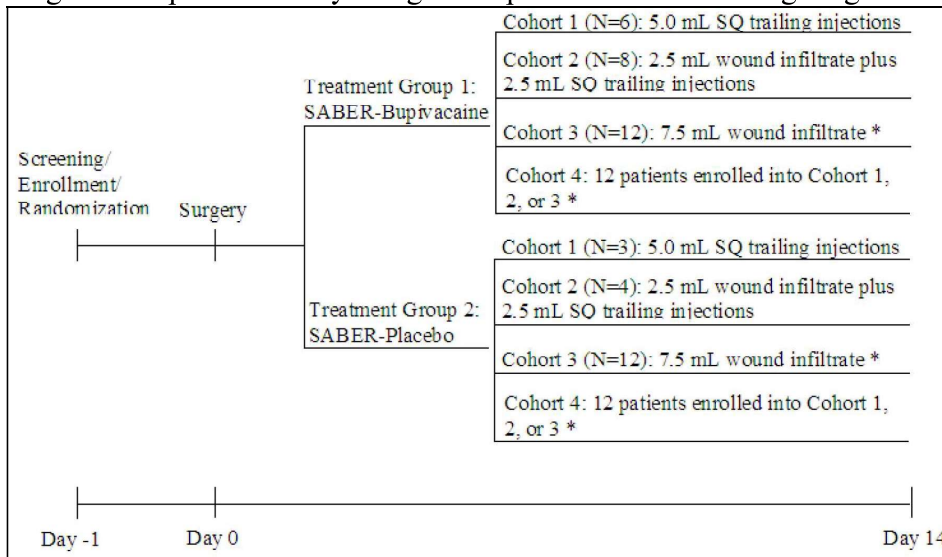 Cohort 1 (N=6): 5.0 mL SQ trailing injections
Cohort 2 (N=8): 2.5 mL wound infiltrate plus
2.5 mL SQ trailing injections
Treatment Group 1:
SABER-Bupivacaine
Cohort 3 (N=12): 7.5 mL wound infiltrate *
Cohort 4: 12 patients enrolled into Cohort 1,
2, or 3 *
Screening/
Enrollment/
Randomization
Surgery
Cohort 1 (N=3): 5.0 mL SQ trailing injections
Cohort 2 (N=4): 2.5 mL wound infiltrate plus
2.5 mL SQ trailing injections
Treatment Group 2:
SABER-Placebo
Cohort 3 (N=12): 7.5 mL wound infiltrate *
Cohort 4: 12 patients enrolled into Cohort 1,
2, or 3 *
Day -1
Day 0
Day 14